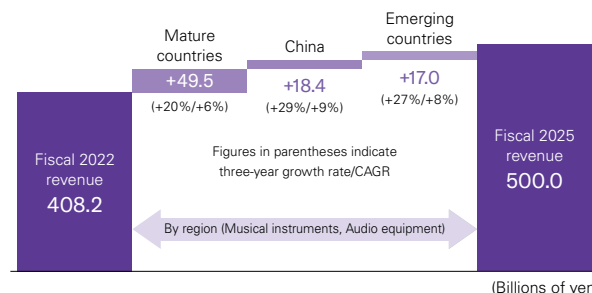 Mature
countries
+49.5
(+20%/+6%)
China
+18.4
(+29%/+9%)
Emerging
countries
+17.0
(+27%/+8%)
Fiscal 2022
revenue
408.2
Figures in parentheses indicate
three-year growth rate/CAGR
Fiscal 2025
revenue
500.0
By region (Musical instruments, Audio equipment)
(Billions of